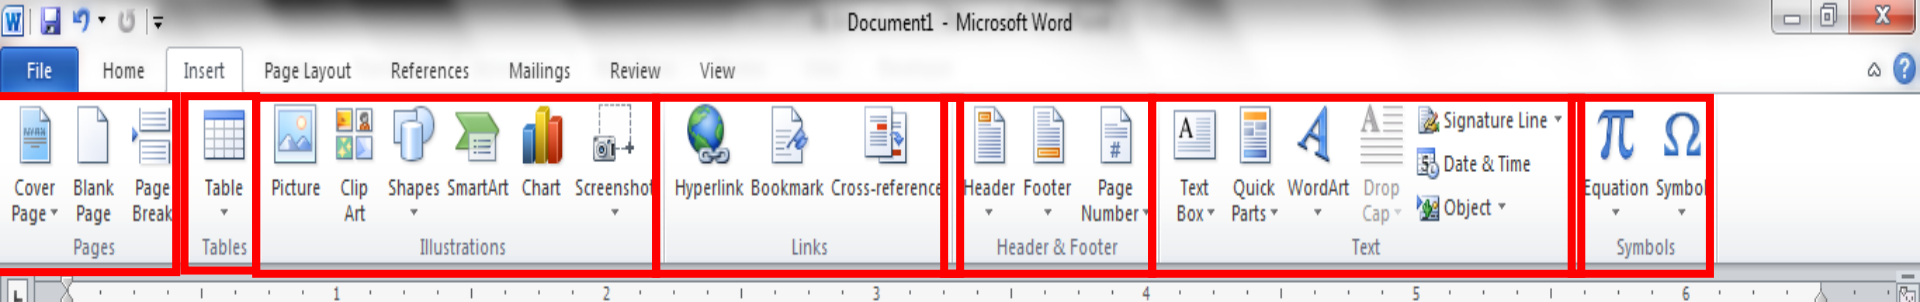 Document1 - Microsoft Word
File Home Insert Page Layout References Mailings Review View
Cover Page
Blank Page
Page Break
Pages
Table
Tables
Picture
Clip Art
Shapes
SmartArt
Chart
Screenshot
Illustrations
Hyperlink
Bookmark
Cross-reference
Links
Header
Footer
Page Number
Header & Footer
Text Box
Quick Parts
WordArt
Drop Cap
Signature Line
Date & Time
Object
Text
Equation
Symbol
Symbols
1 2 3 4 5 6